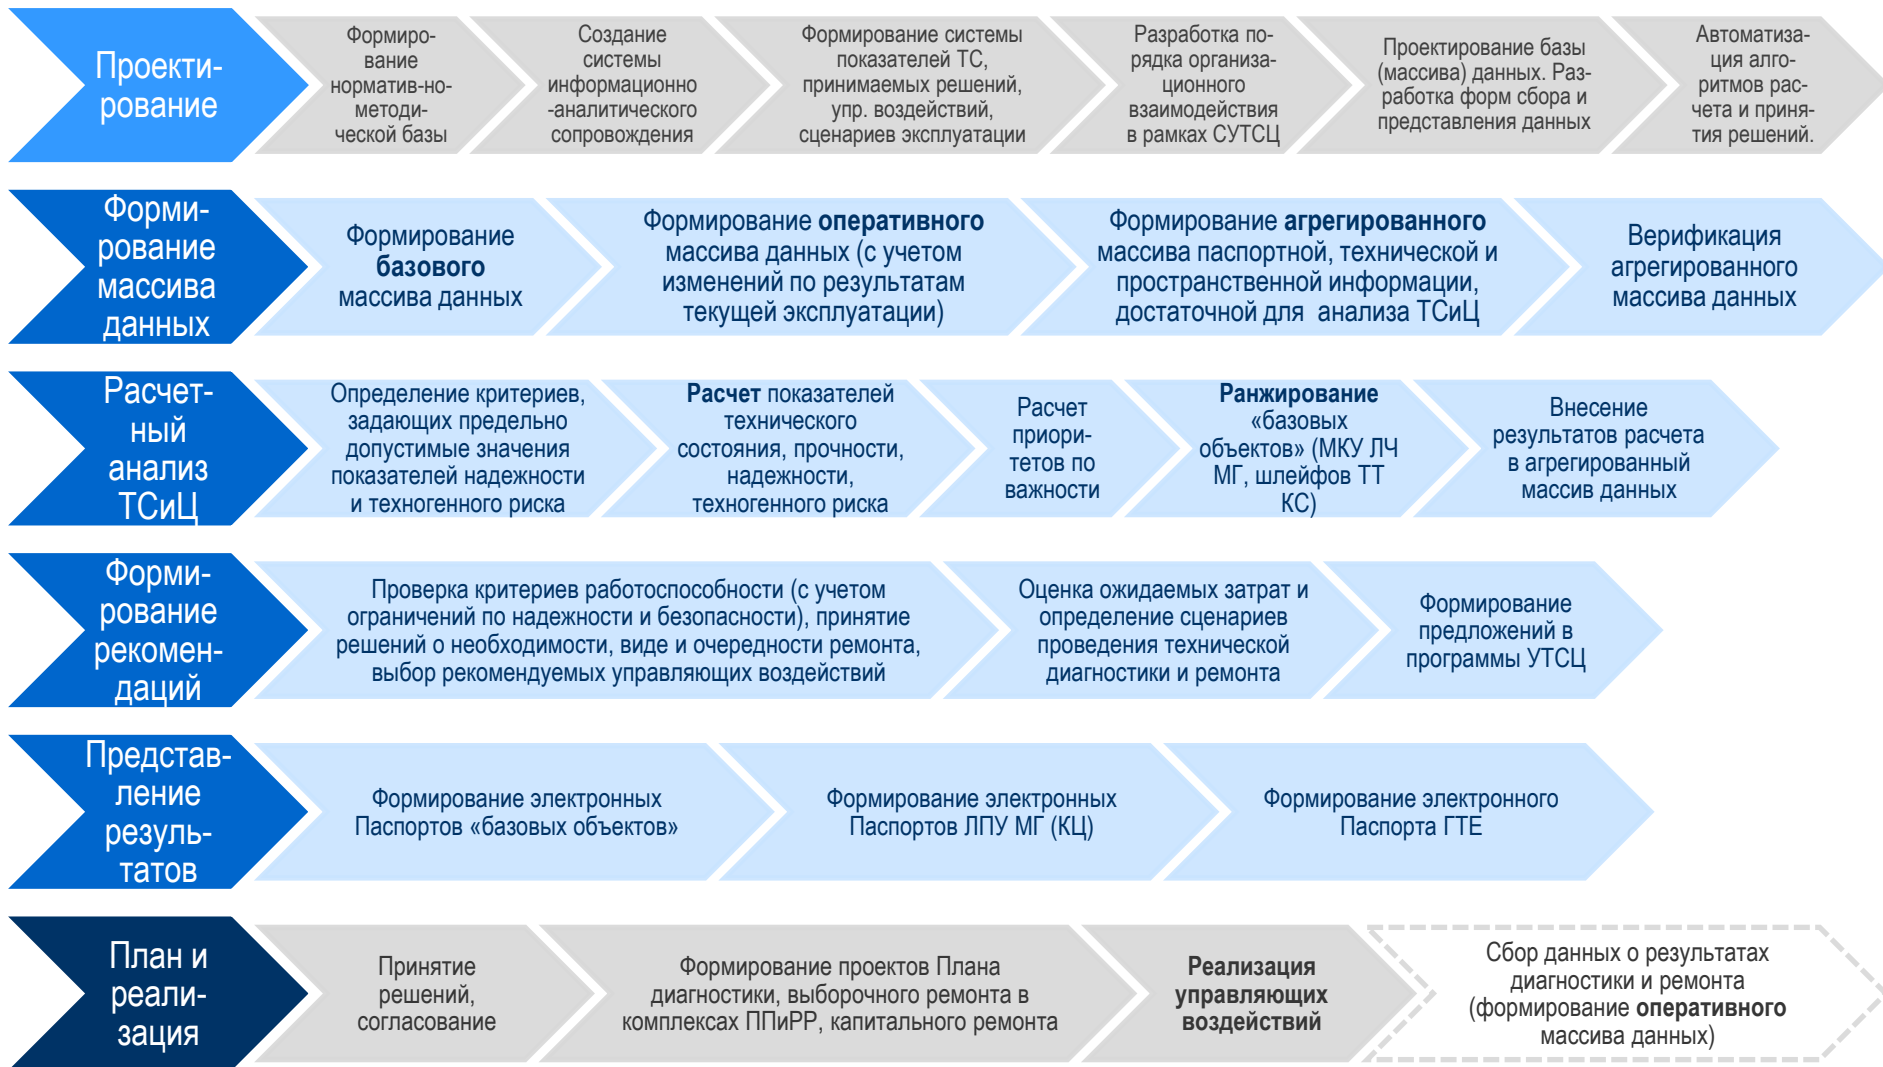 Проекти-
рование
Формиро-
вание
норматив-но-
методи-
ческой базы
Создание
системы
информационно
-аналитического
сопровождения
Формирование системы
показателей ТС,
принимаемых решений,
упр. воздействий,
сценариев эксплуатации
Разработка по-
рядка организа-
ционного
взаимодействия
в рамках СУТСЦ
Проектирование базы
(массива) данных. Раз-
работка форм сбора и
представления данных
Автоматиза-
ция алго-
ритмов рас-
чета и приня-
тия решений.
Форми-
рование
массива
данных
Формирование
базового
массива данных
Формирование оперативного
массива данных (с учетом
изменений по результатам
текущей эксплуатации)
Формирование агрегированного
массива паспортной, технической и
пространственной информации,
достаточной для анализа ТСиЦ
Верификация
агрегированного
массива данных
Расчет-
ный
анализ
ТСиЦ
Определение критериев,
задающих предельно
допустимые значения
показателей надежности
и техногенного риска
Расчет показателей
технического
состояния, прочности,
надежности,
техногенного риска
Расчет
приори-
тетов по
важности
Ранжирование
«базовых
объектов» (МКУ ЛЧ
МГ, шлейфов ТТ
КС)
Внесение
результатов расчета
в агрегированный
массив данных
Форми-
рование
рекомен-
даций
Проверка критериев работоспособности (с учетом
ограничений по надежности и безопасности), принятие
решений о необходимости, виде и очередности ремонта,
выбор рекомендуемых управляющих воздействий
Оценка ожидаемых затрат и
определение сценариев
проведения технической
диагностики и ремонта
Формирование
предложений в
программы УТСЦ
Представ-
ление
резуль-
татов
Формирование электронных
Паспортов «базовых объектов»
Формирование электронных
Паспортов ЛПУ МГ (КЦ)
Формирование электронного
Паспорта ГТЕ
План и
реали-
зация
Принятие
решений,
согласование
Формирование проектов Плана
диагностики, выборочного ремонта в
комплексах ППиРР, капитального ремонта
Реализация
управляющих
воздействий
Сбор данных о результатах
диагностики и ремонта
(формирование оперативного
массива данных)